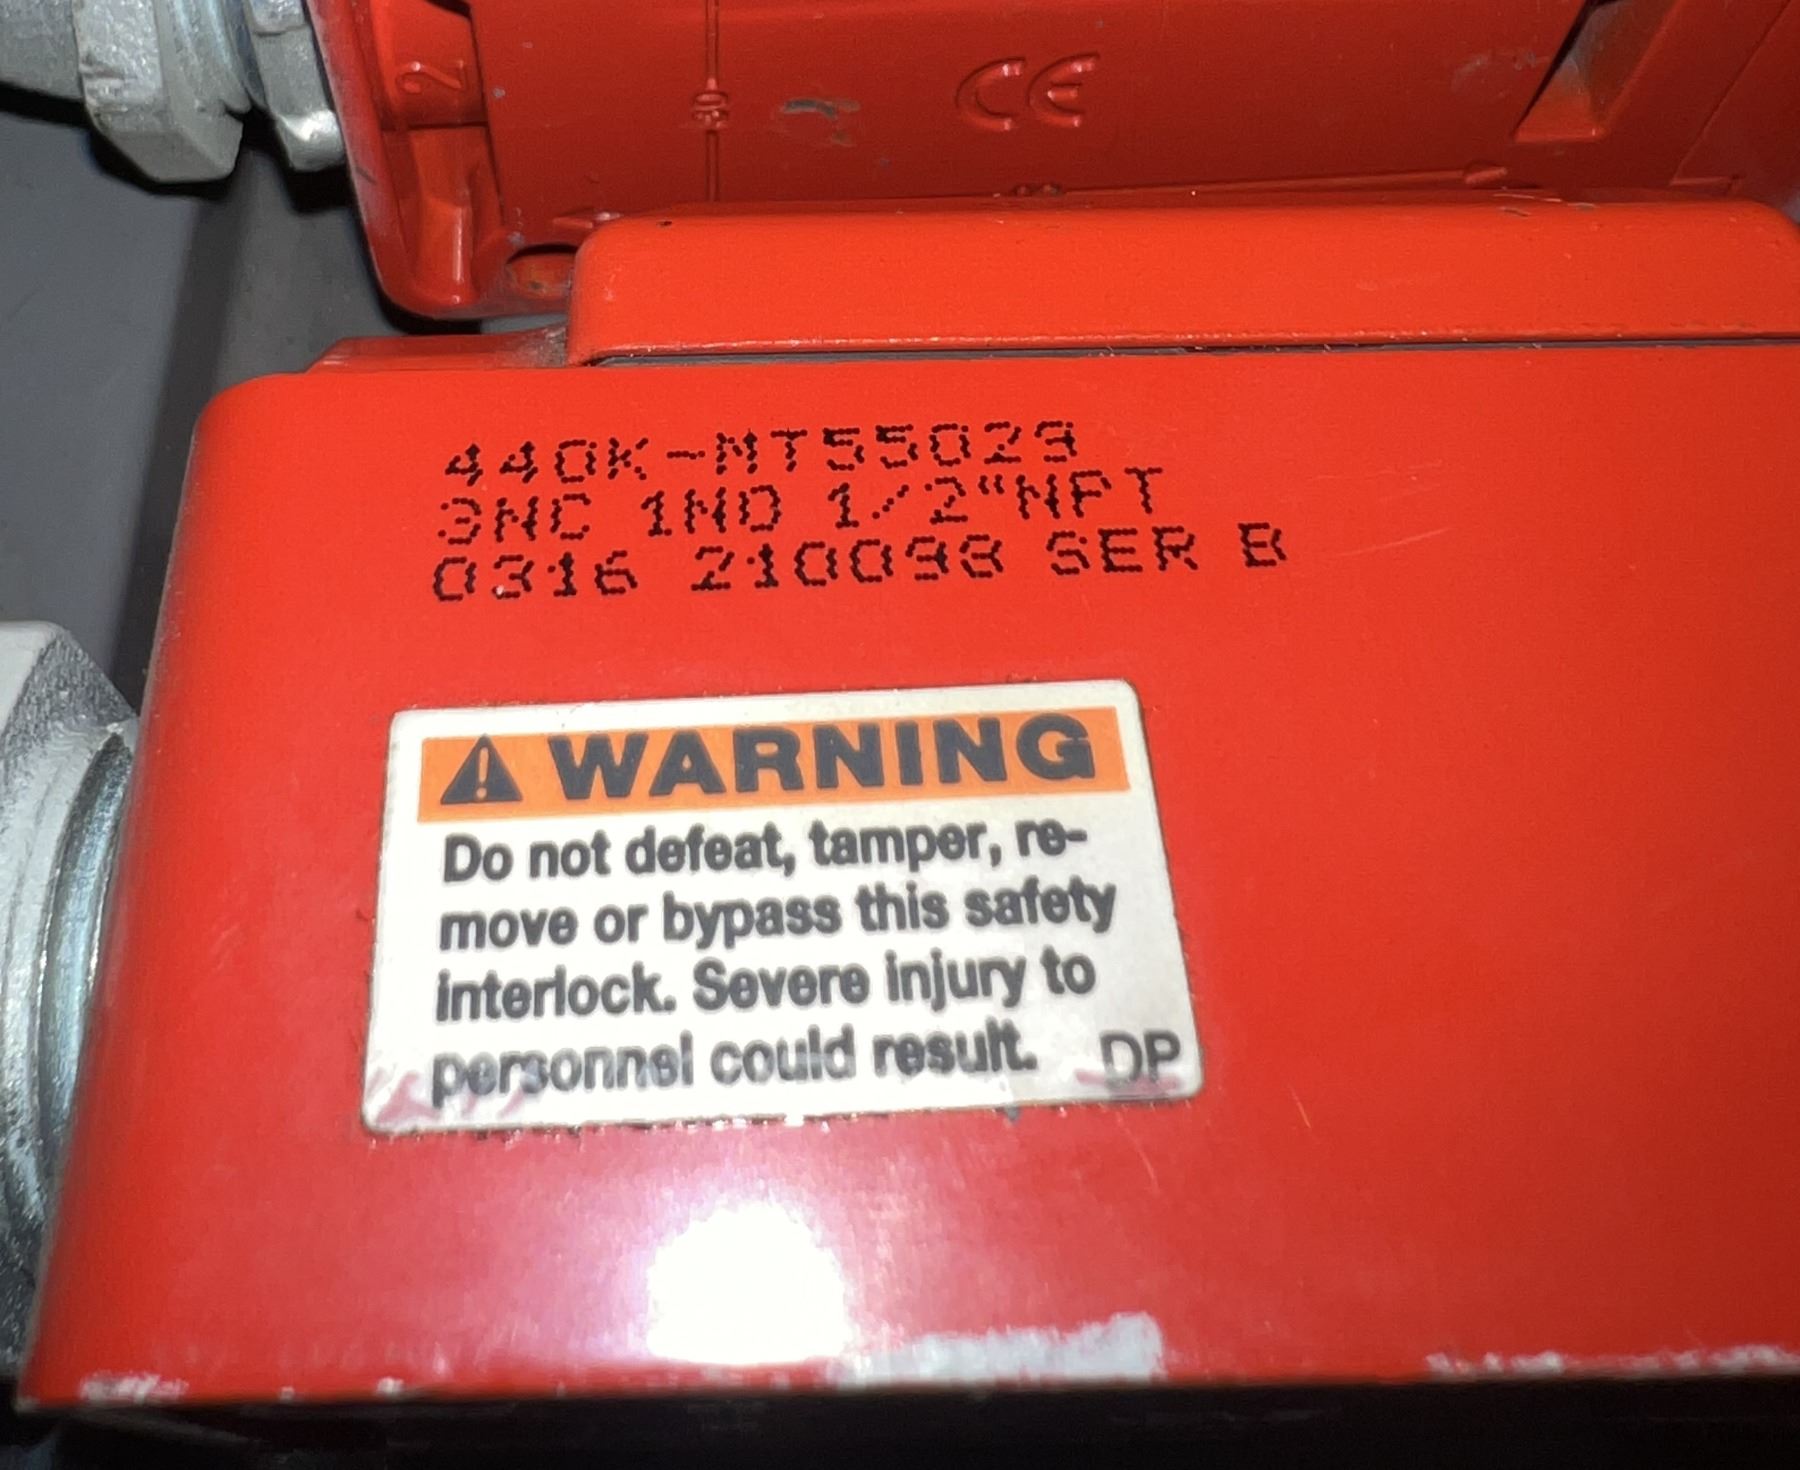 2
CE
440K-MT55029
3NC 1NO 1/2"NPT
0316 210098 SER B
WARNING
Do not defeat, tamper, re-
move or bypass this safety
interlock. Severe injury to
personnel could result. DP